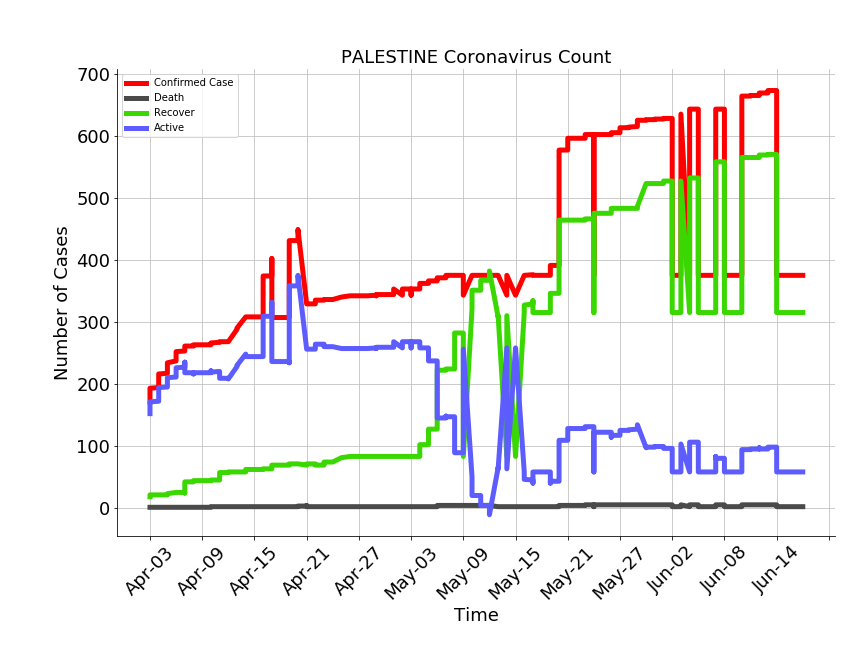 PALESTINE Coronavirus Count
Confirmed Case
Death
Recover
Active
Number of Cases
700
600
500
400
300
200
100
0
Apr-03
Apr-09
Apr-15
Apr-21
Apr-27
May-03
May-09
May-15
May-21
May-27
Jun-02
Jun-08
Jun-14
Time